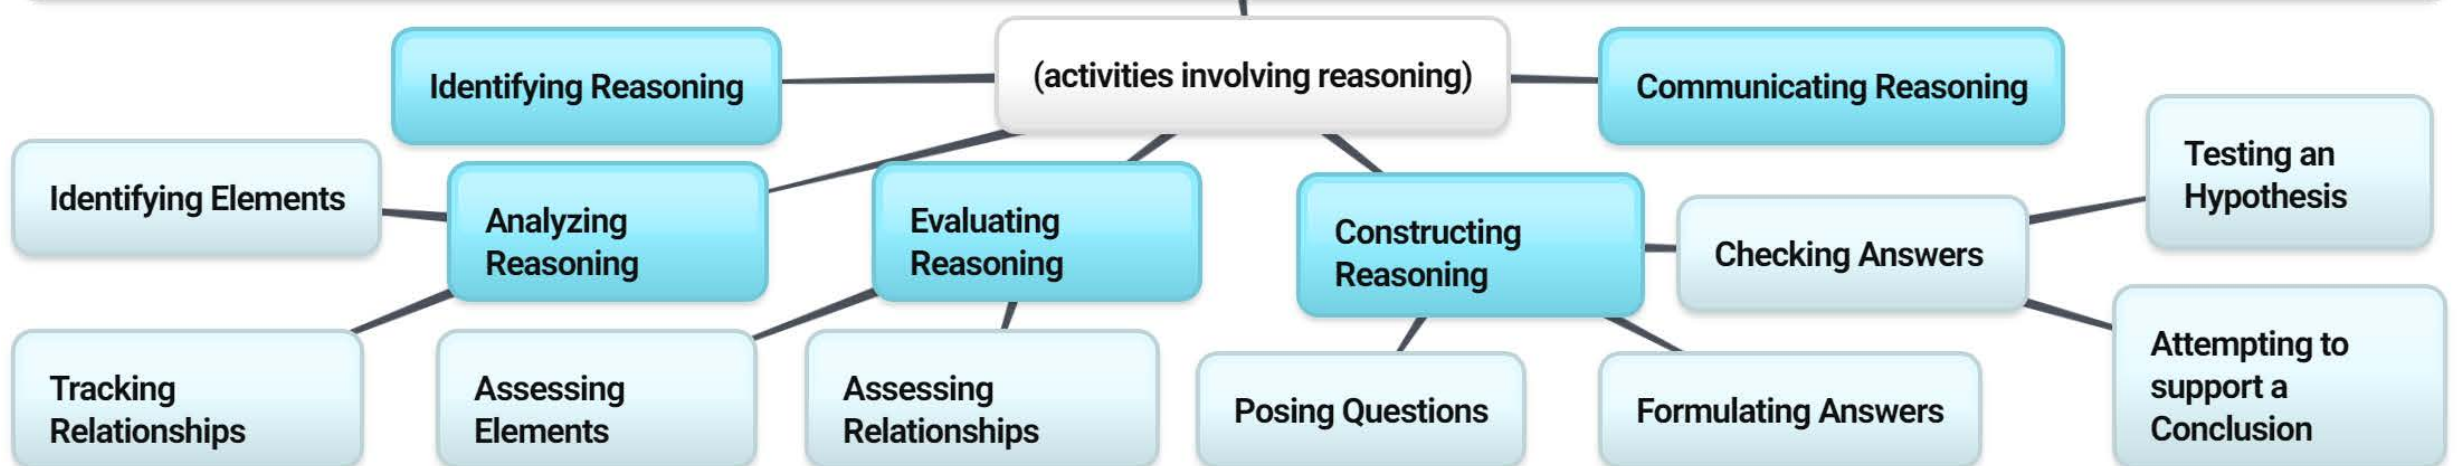 Identifying Reasoning
(activities involving reasoning)
Communicating Reasoning
Testing an
Hypothesis
Identifying Elements
Analyzing
Reasoning
Evaluating
Reasoning
Constructing
Reasoning
Checking Answers
Tracking
Relationships
Assessing
Elements
Assessing
Relationships
Posing Questions
Formulating Answers
Attempting to
support a
Conclusion